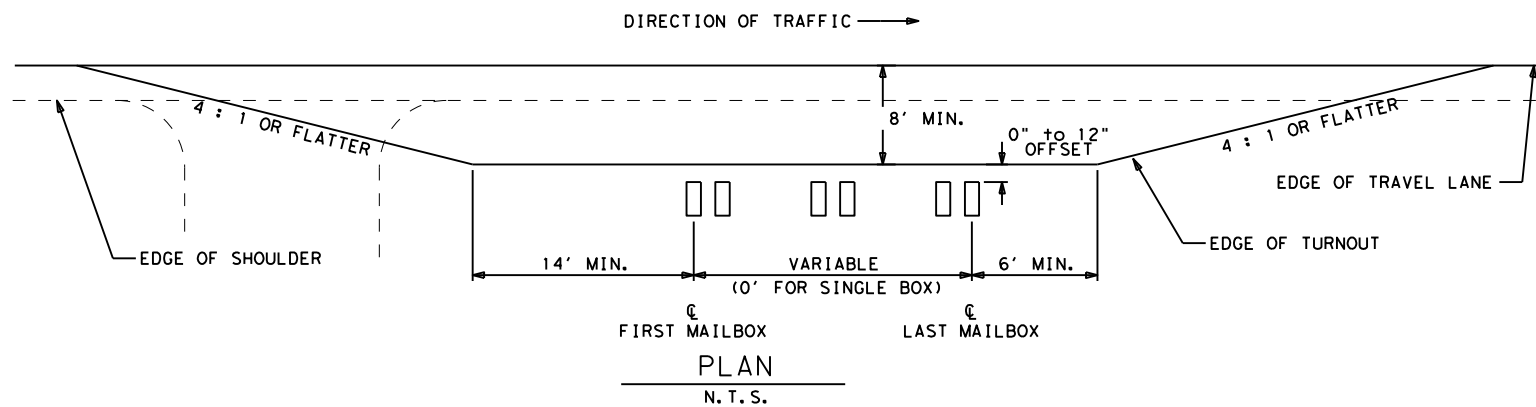 DIRECTION OF TRAFFIC
4 : 1 OR FLATTER
8' MIN.
0" to 12"
OFFSET
4 : 1 OR FLATTER
EDGE OF TRAVEL LANE
EDGE OF SHOULDER
EDGE OF TURNOUT
14' MIN.
VARIABLE
(0' FOR SINGLE BOX)
6' MIN.
℄
FIRST MAILBOX
℄
LAST MAILBOX
PLAN
N.T.S.